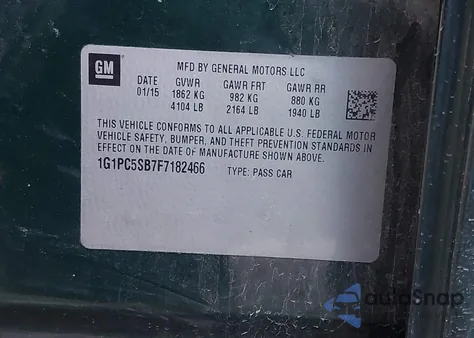 GM
MFD BY GENERAL MOTORS LLC
DATE GVWR GAWR FRT GAWR RR
01/15 1862 KG 982 KG 880 KG
4104 LB 2164 LB 1940 LB
THIS VEHICLE CONFORMS TO ALL APPLICABLE U.S. FEDERAL MOTOR
VEHICLE SAFETY, BUMPER, AND THEFT PREVENTION STANDARDS IN
EFFECT ON THE DATE OF MANUFACTURE SHOWN ABOVE.
1G1PC5SB7F7182466 TYPE: PASS CAR
autoSnap